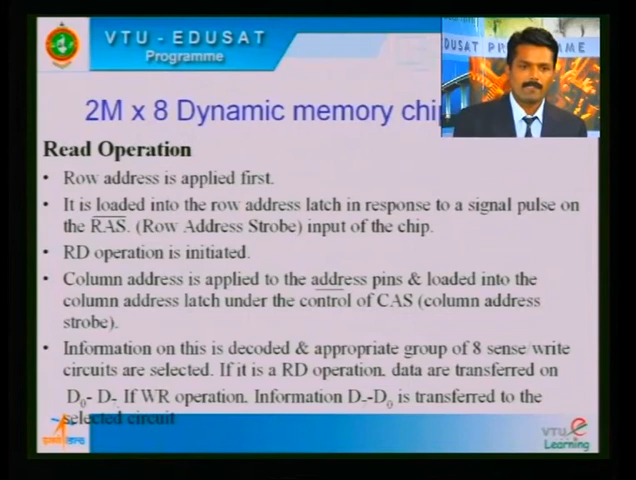 VTU - EDUSAT
Programme
EDUSAT PR ME
2M x 8 Dynamic memory chi
Read Operation
• Row address is applied first.
• It is loaded into the row address latch in response to a signal pulse on
the RAS. (Row Address Strobe) input of the chip.
• RD operation is initiated.
• Column address is applied to the address pins & loaded into the
column address latch under the control of CAS (column address
strobe).
• Information on this is decoded & appropriate group of 8 sense/write
circuits are selected. If it is a RD operation, data are transferred on
D0- D7. If WR operation. Information D7-D0 is transferred to the
selected circuit
VTU e
Learning